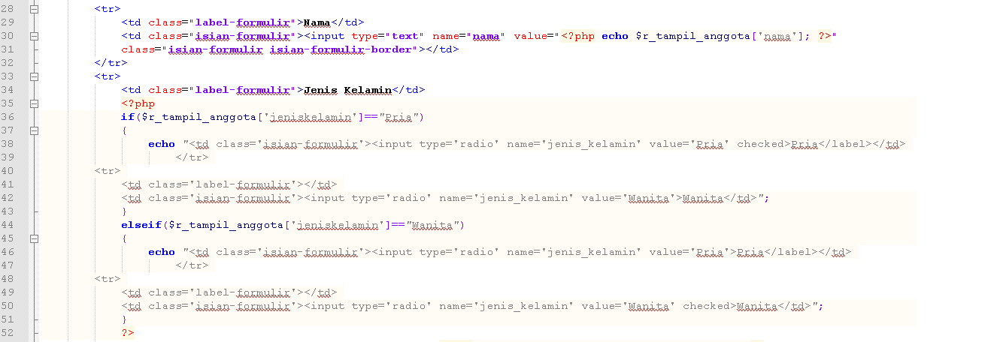 28 <tr>
29 <td class="label-formulir">Nama</td>
30 <td class="isian-formulir"><input type="text" name="nama" value="<?php echo $r_tampil_anggota['nama']; ?>"
31 class="isian-formulir isian-formulir-border"></td>
32 </tr>
33 <tr>
34 <td class="label-formulir">Jenis Kelamin</td>
35 <?php
36 if($r_tampil_anggota['jeniskelamin']=="Pria")
37 {
38 echo "<td class='isian-formulir'><input type='radio' name='jenis_kelamin' value='Pria' checked>Pria</label></td>
39 </tr>
40 <tr>
41 <td class='label-formulir'></td>
42 <td class='isian-formulir'><input type='radio' name='jenis_kelamin' value='Wanita'>Wanita</td>";
43 }
44 elseif($r_tampil_anggota['jeniskelamin']=="Wanita")
45 {
46 echo "<td class='isian-formulir'><input type='radio' name='jenis_kelamin' value='Pria'>Pria</label></td>
47 </tr>
48 <tr>
49 <td class='label-formulir'></td>
50 <td class='isian-formulir'><input type='radio' name='jenis_kelamin' value='Wanita' checked>Wanita</td>";
51 }
52 ?>